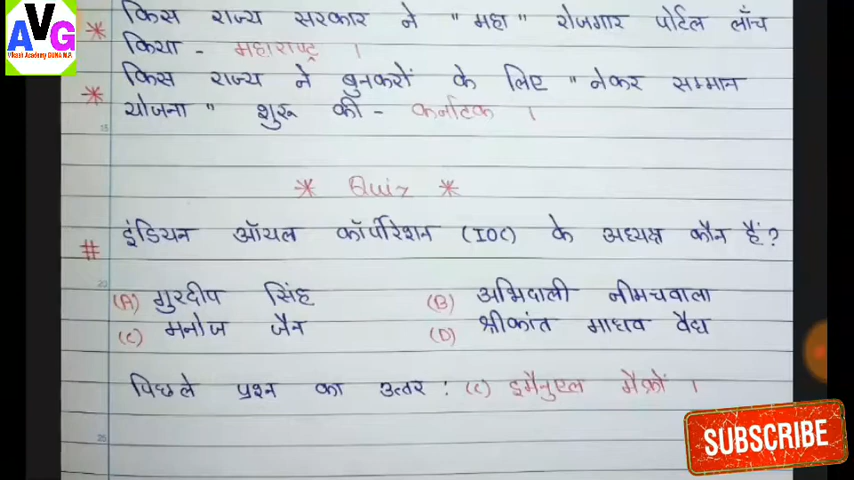 AVG
Vikash Academy GUNA M.P.
* किस राज्य सरकार ने " महा " रोजगार पोर्टल लाँच
किया - महाराष्ट्र ।
* किस राज्य ने बुनकरों के लिए " नेकर सम्मान
योजना " शुरू की - कर्नाटक ।
* Quiz *
# इंडियन ऑयल कॉर्पोरेशन (IOC) के अध्यक्ष कौन हैं?
(A) गुरदीप सिंह (B) अभिदाली नीमचवाला
(C) मनोज जैन (D) श्रीकांत माधव वैद्य
पिछले प्रश्न का उत्तर : (C) इमैनुएल मैक्रों ।
SUBSCRIBE